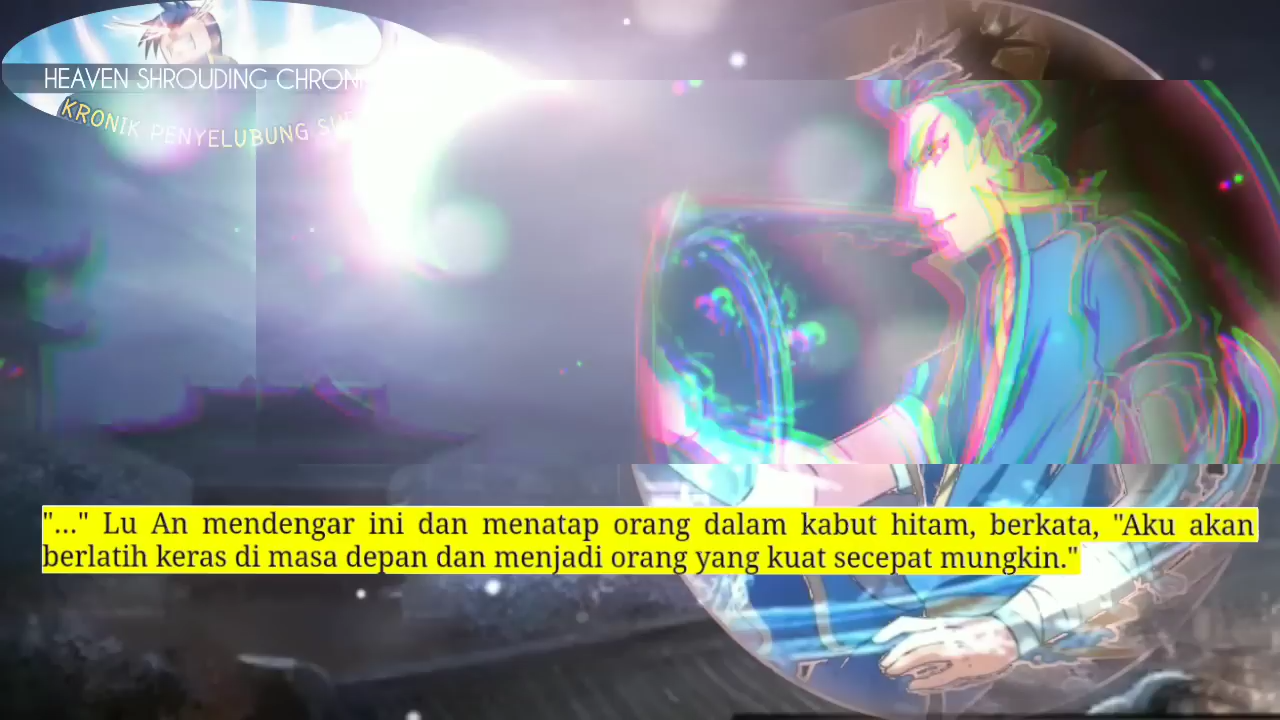 HEAVEN SHROUDING CHRON
KRONIK PENYELUBUNG
"..." Lu An mendengar ini dan menatap orang dalam kabut hitam, berkata, "Aku akan
berlatih keras di masa depan dan menjadi orang yang kuat secepat mungkin."